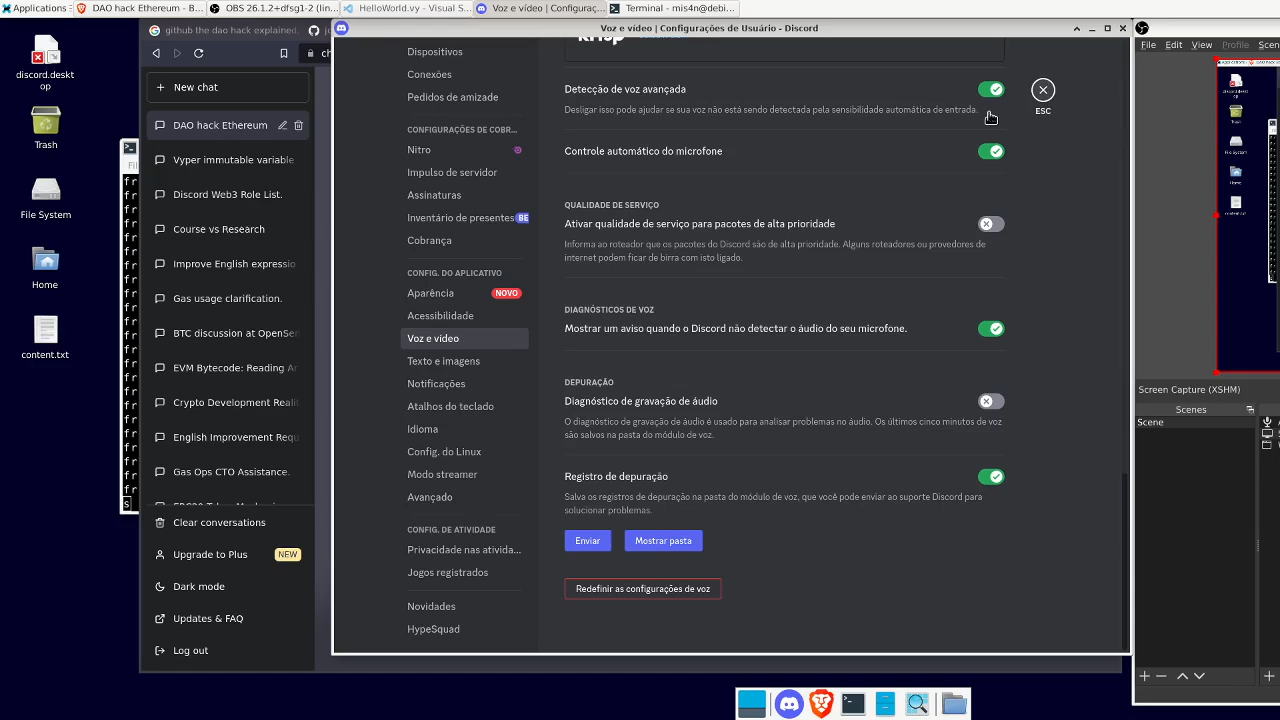 Applications
DAO hack Ethereum - B...
OBS 26.1.2+dfsg1-2 (lin...
HelloWorld.vy - Visual S...
Voz e vídeo | Configuraç...
Terminal - mis4n@debi...
discord.deskt
op
Trash
File System
Home
content.txt
github the dao hack explained,
New chat
DAO hack Ethereum
Vyper immutable variable
Discord Web3 Role List.
Course vs Research
Improve English expressio
Gas usage clarification.
BTC discussion at OpenSe
EVM Bytecode: Reading Ar
Crypto Development Reali
English Improvement Requ
Gas Ops CTO Assistance.
Clear conversations
Upgrade to Plus
NEW
Dark mode
Updates & FAQ
Log out
Voz e vídeo | Configurações de Usuário - Discord
Dispositivos
Conexões
Pedidos de amizade
CONFIGURAÇÕES DE COBR...
Nitro
Impulso de servidor
Assinaturas
Inventário de presentes
BE
Cobrança
CONFIG. DO APLICATIVO
Aparência
NOVO
Acessibilidade
Voz e vídeo
Texto e imagens
Notificações
Atalhos do teclado
Idioma
Config. do Linux
Modo streamer
Avançado
CONFIG. DE ATIVIDADE
Privacidade nas ativida...
Jogos registrados
Novidades
HypeSquad
krisp
Detecção de voz avançada
Desligar isso pode ajudar se sua voz não está sendo detectada pela sensibilidade automática de entrada.
ESC
Controle automático do microfone
QUALIDADE DE SERVIÇO
Ativar qualidade de serviço para pacotes de alta prioridade
Informa ao roteador que os pacotes do Discord são de alta prioridade. Alguns roteadores ou provedores de
internet podem ficar de birra com isto ligado.
DIAGNÓSTICOS DE VOZ
Mostrar um aviso quando o Discord não detectar o áudio do seu microfone.
DEPURAÇÃO
Diagnóstico de gravação de áudio
O diagnóstico de gravação de áudio é usado para analisar problemas no áudio. Os últimos cinco minutos de voz
são salvos na pasta do módulo de voz.
Registro de depuração
Salva os registros de depuração na pasta do módulo de voz, que você pode enviar ao suporte Discord para
solucionar problemas.
Enviar
Mostrar pasta
Redefinir as configurações de voz
File Edit View Profile Scen
Screen Capture (XSHM)
Scenes
Scene